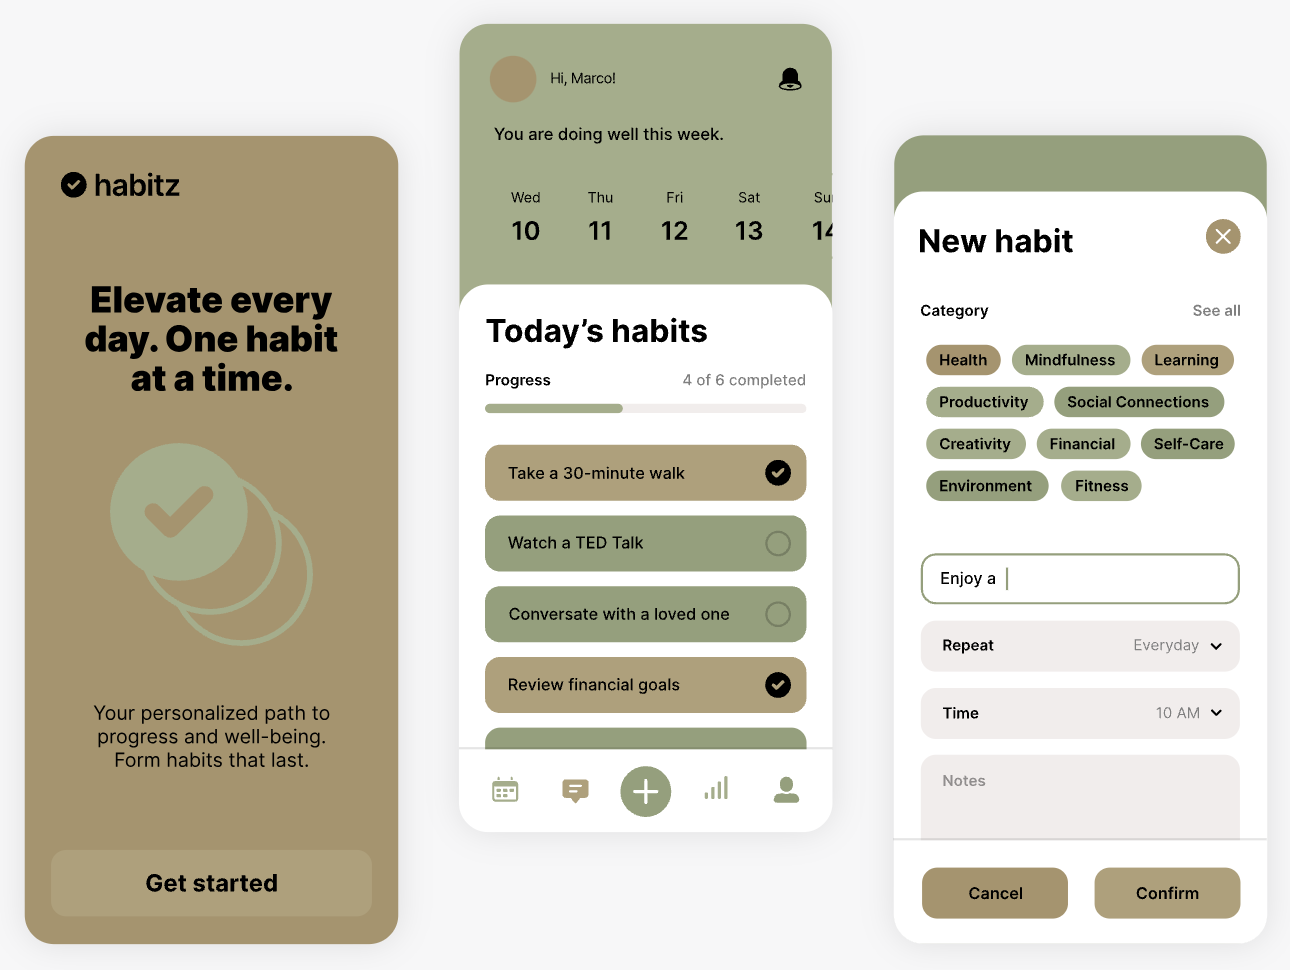 habitz
Elevate every
day. One habit
at a time.
Your personalized path to
progress and well-being.
Form habits that last.
Get started
Hi, Marco!
You are doing well this week.
Wed Thu Fri Sat Su
10 11 12 13 14
Today’s habits
Progress 4 of 6 completed
Take a 30-minute walk
Watch a TED Talk
Conversate with a loved one
Review financial goals
New habit
Category See all
Health Mindfulness Learning
Productivity Social Connections
Creativity Financial Self-Care
Environment Fitness
Enjoy a
Repeat Everyday
Time 10 AM
Notes
Cancel Confirm